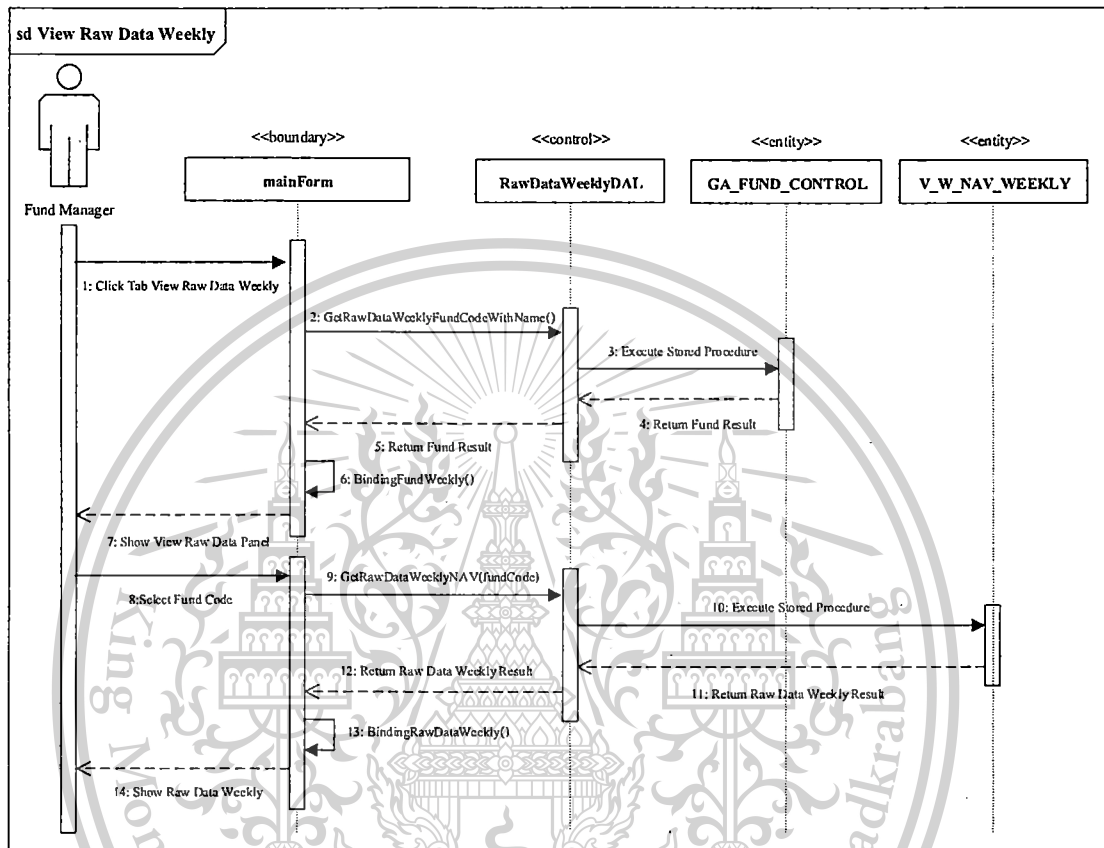 sd View Raw Data Weekly
<<boundary>>
<<control>>
<<entity>>
<<entity>>
mainForm
RawDataWeeklyDAL
GA_FUND_CONTROL
V_W_NAV_WEEKLY
Fund Manager
1: Click Tab View Raw Data Weekly
2: GetRawDataWeeklyFundCodeWithName()
3: Execute Stored Procedure
4: Return Fund Result
5: Return Fund Result
6: BindingFundWeekly()
7: Show View Raw Data Panel
8:Select Fund Code
9: GetRawDataWeeklyNAV(fundCode)
10: Execute Stored Procedure
11: Return Raw Data Weekly Result
12: Return Raw Data Weekly Result
13: BindingRawDataWeekly()
14: Show Raw Data Weekly
King Mon
adkrabang